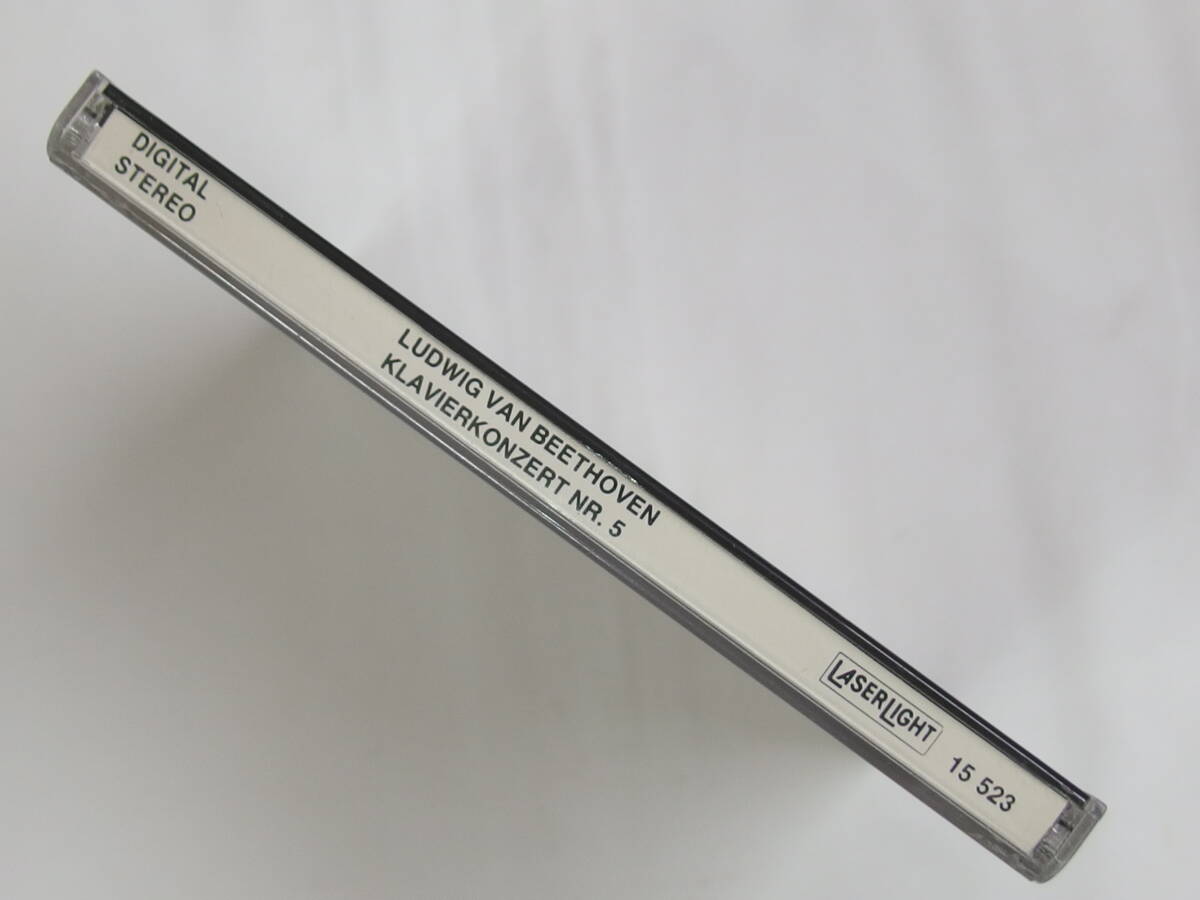 DIGITAL
STEREO
LUDWIG VAN BEETHOVEN
KLAVIERKONZERT NR. 5
LASERLIGHT
15 523